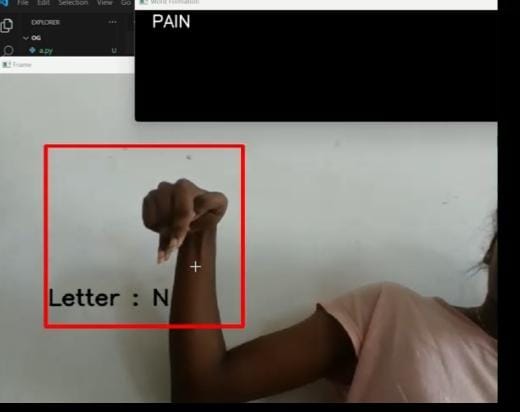 File Edit Selection View Go
Word Formation
EXPLORER ...
PAIN
OG
a.py U
Frame
Letter : N